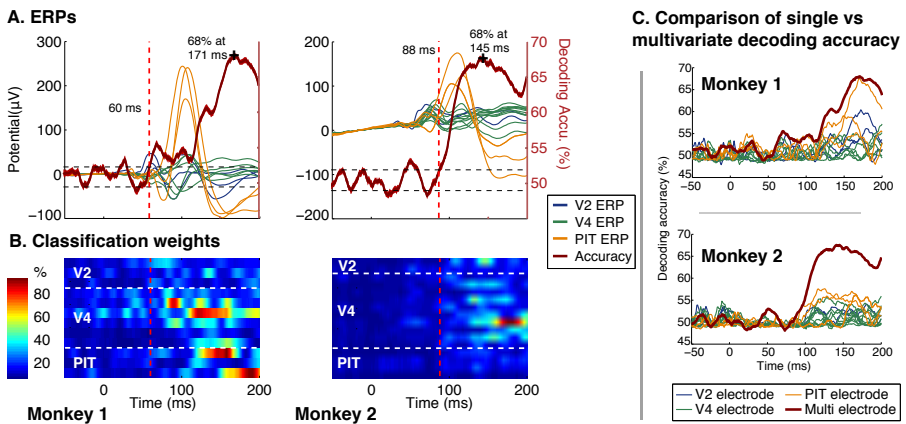 A. ERPs
300
200
100
0
−100
Potential(µV)
60 ms
68% at
171 ms
200
100
0
−100
−200
88 ms
68% at
145 ms
70
65
60
55
50
Decoding Accu. (%)
V2 ERP
V4 ERP
PIT ERP
Accuracy
B. Classification weights
%
80
60
40
20
V2
V4
PIT
0
100
200
Time (ms)
Monkey 1
V2
V4
PIT
0
100
200
Time (ms)
Monkey 2
C. Comparison of single vs
multivariate decoding accuracy
Monkey 1
70
65
60
55
50
45
−50
0
50
100
150
200
Decoding accuracy (%)
Monkey 2
70
65
60
55
50
45
−50
0
50
100
150
200
Time (ms)
V2 electrode
PIT electrode
V4 electrode
Multi electrode